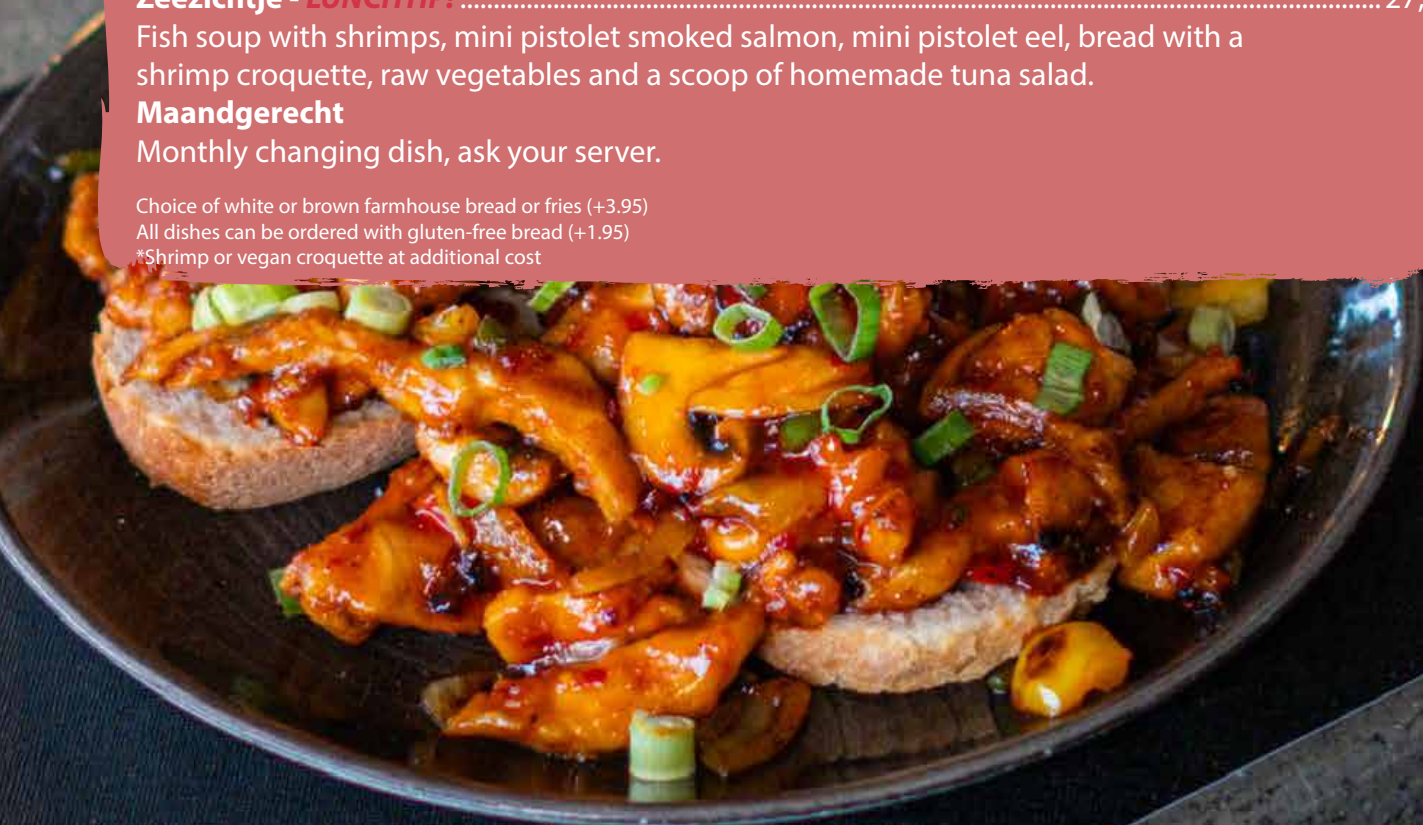 Zeezichtje - LUNCHTIP! 27,
Fish soup with shrimps, mini pistolet smoked salmon, mini pistolet eel, bread with a
shrimp croquette, raw vegetables and a scoop of homemade tuna salad.
Maandgerecht
Monthly changing dish, ask your server.
Choice of white or brown farmhouse bread or fries (+3.95)
All dishes can be ordered with gluten-free bread (+1.95)
*Shrimp or vegan croquette at additional cost